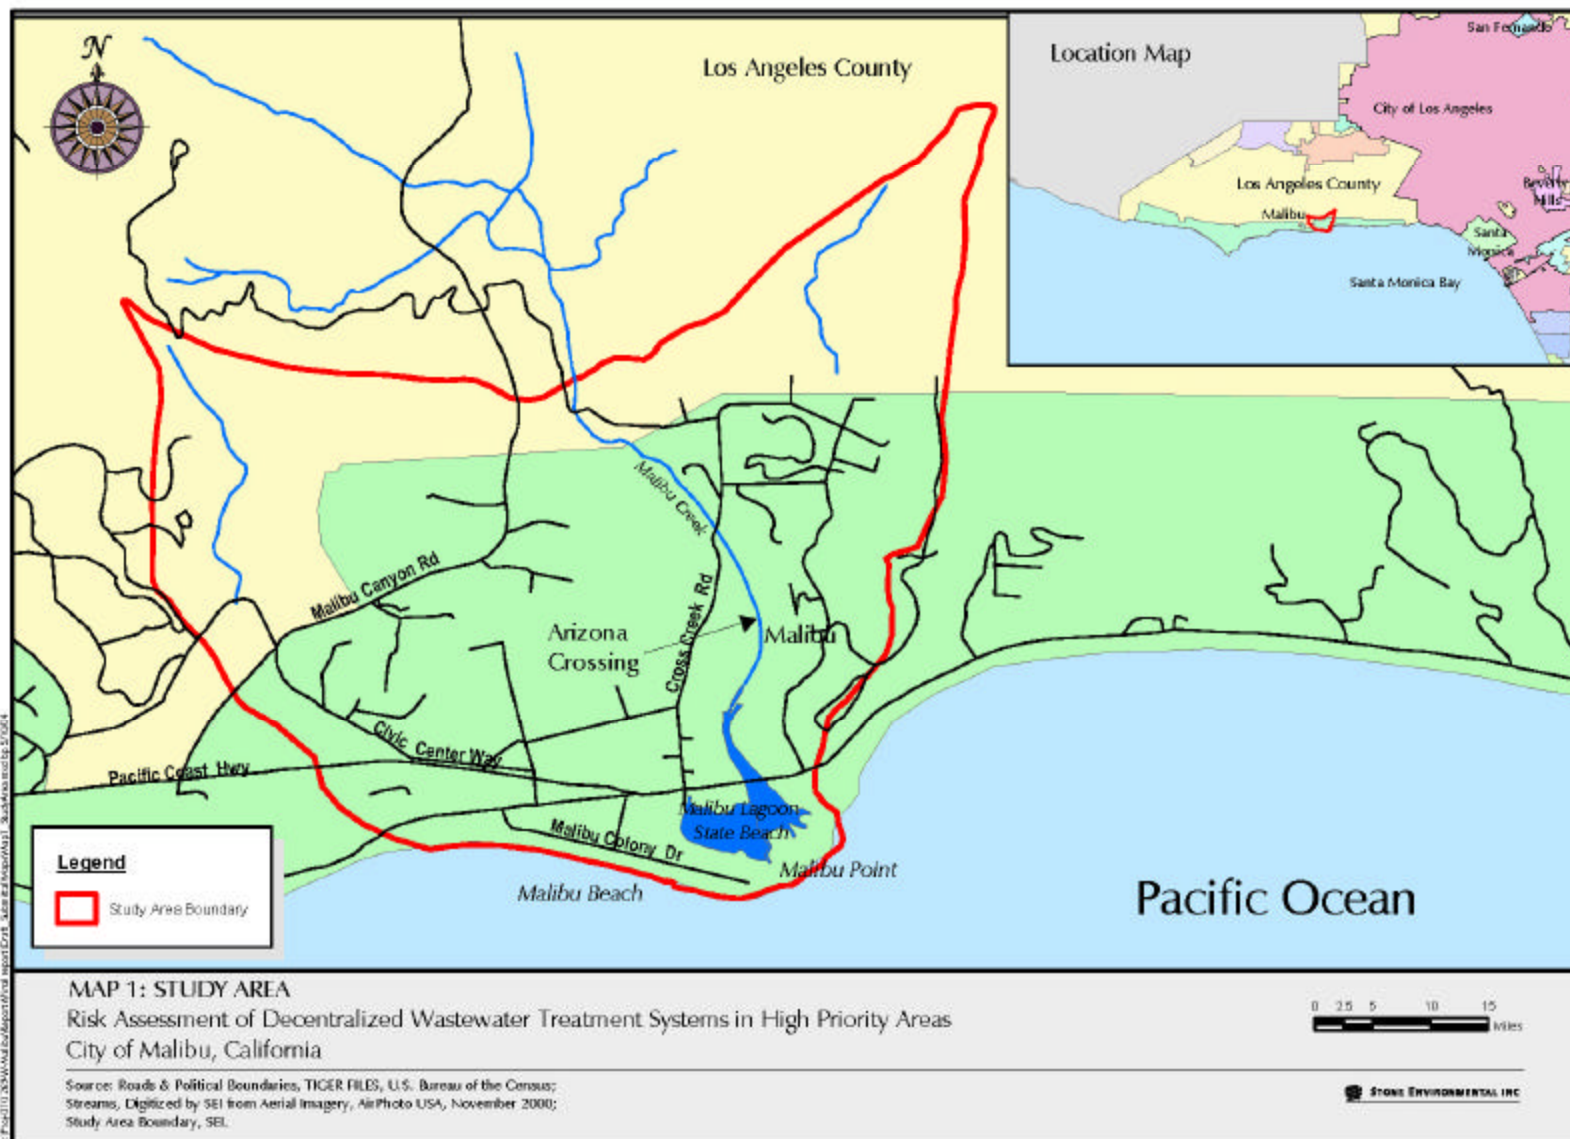 N
Los Angeles County
Location Map
San Fernando
City of Los Angeles
Los Angeles County
Beverly
Hills
Malibu
Santa
Monica
Santa Monica Bay
Malibu Creek
Malibu Canyon Rd
Cross Creek Rd
Arizona
Crossing
Malibu
Civic Center Way
Pacific Coast Hwy
Malibu Lagoon
State Beach
Malibu Colony Dr
Malibu Point
Malibu Beach
Pacific Ocean
Legend
Study Area Boundary
MAP 1: STUDY AREA
Risk Assessment of Decentralized Wastewater Treatment Systems in High Priority Areas
City of Malibu, California
0 2.5 5 10 15
Miles
Source: Roads & Political Boundaries, TIGER FILES, U.S. Bureau of the Census;
Streams, Digitized by SEI from Aerial Imagery, AirPhoto USA, November 2000;
Study Area Boundary, SEI.
STONE ENVIRONMENTAL INC